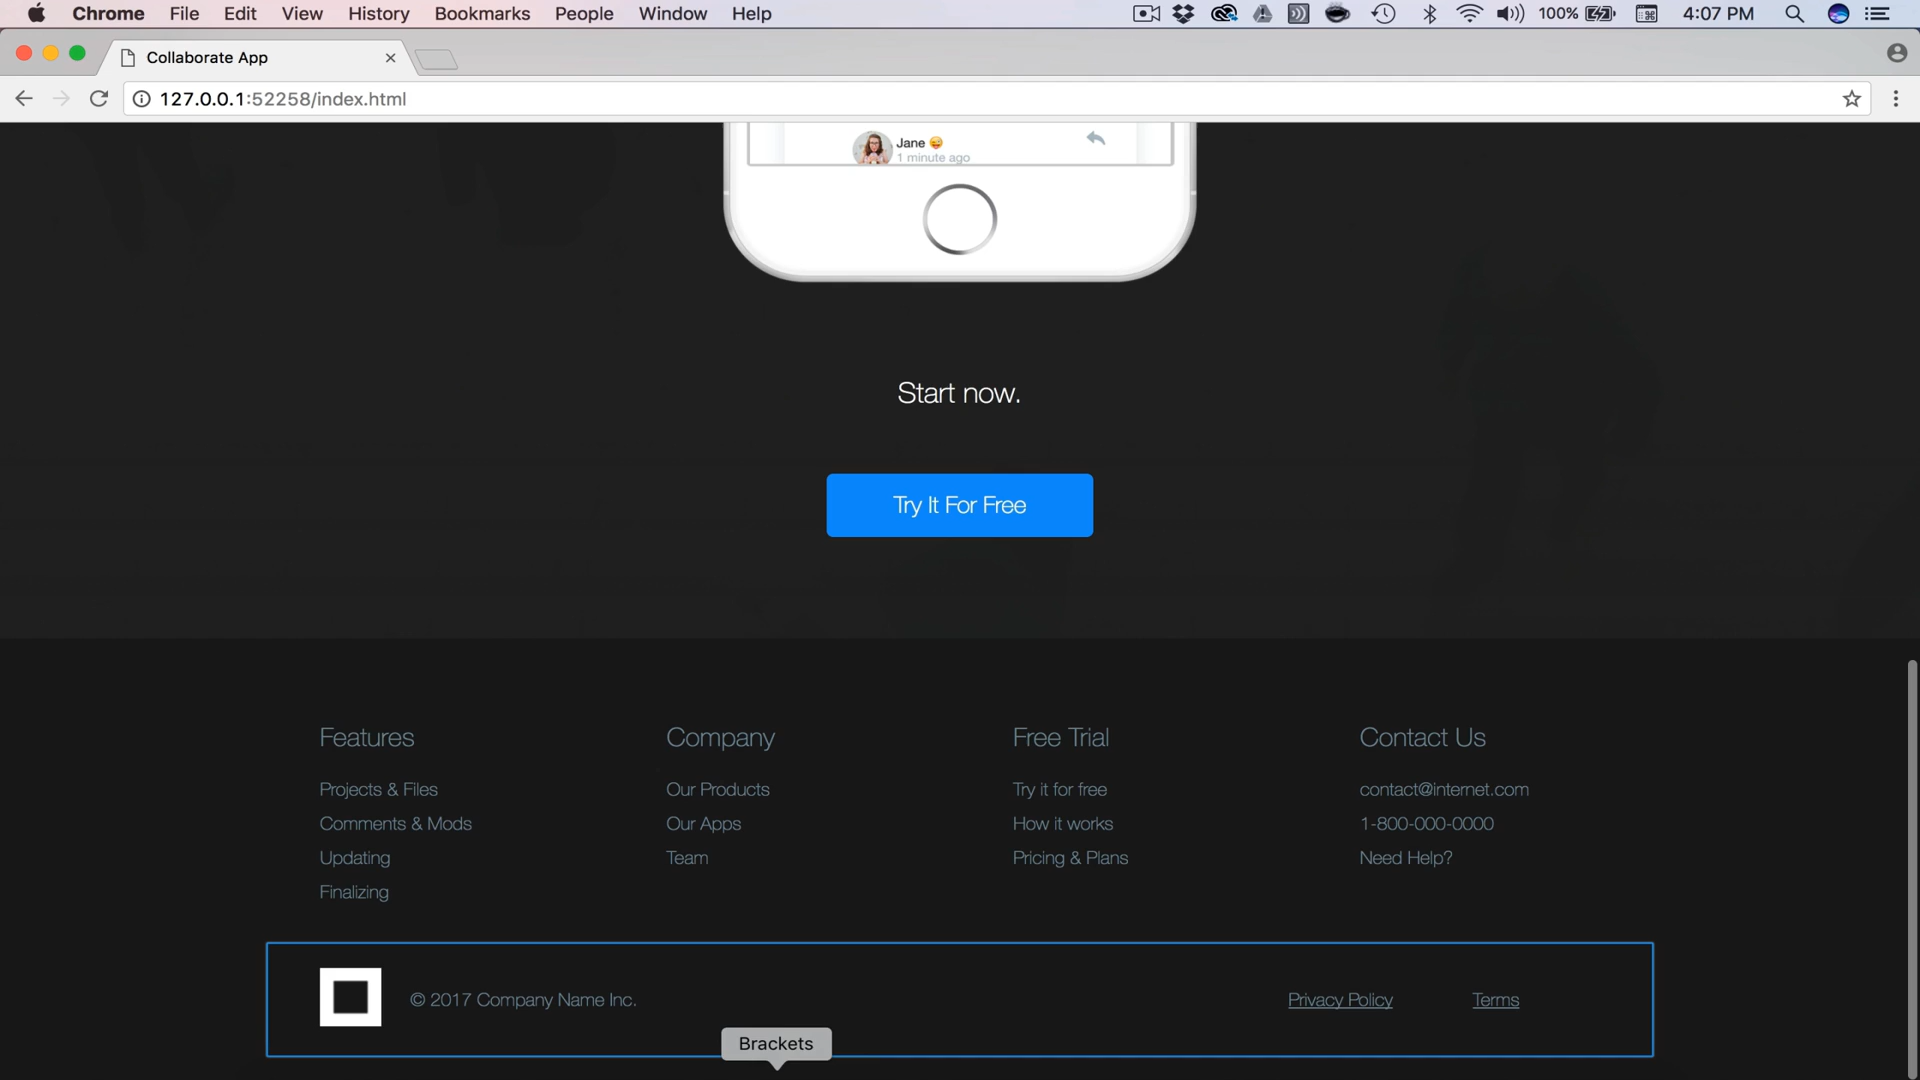 Chrome File Edit View History Bookmarks People Window Help 100% 4:07 PM
Collaborate App
127.0.0.1:52258/index.html
Jane
1 minute ago
Start now.
Try It For Free
Features Company Free Trial Contact Us
Projects & Files Our Products Try it for free contact@internet.com
Comments & Mods Our Apps How it works 1-800-000-0000
Updating Team Pricing & Plans Need Help?
Finalizing
© 2017 Company Name Inc. Privacy Policy Terms
Brackets